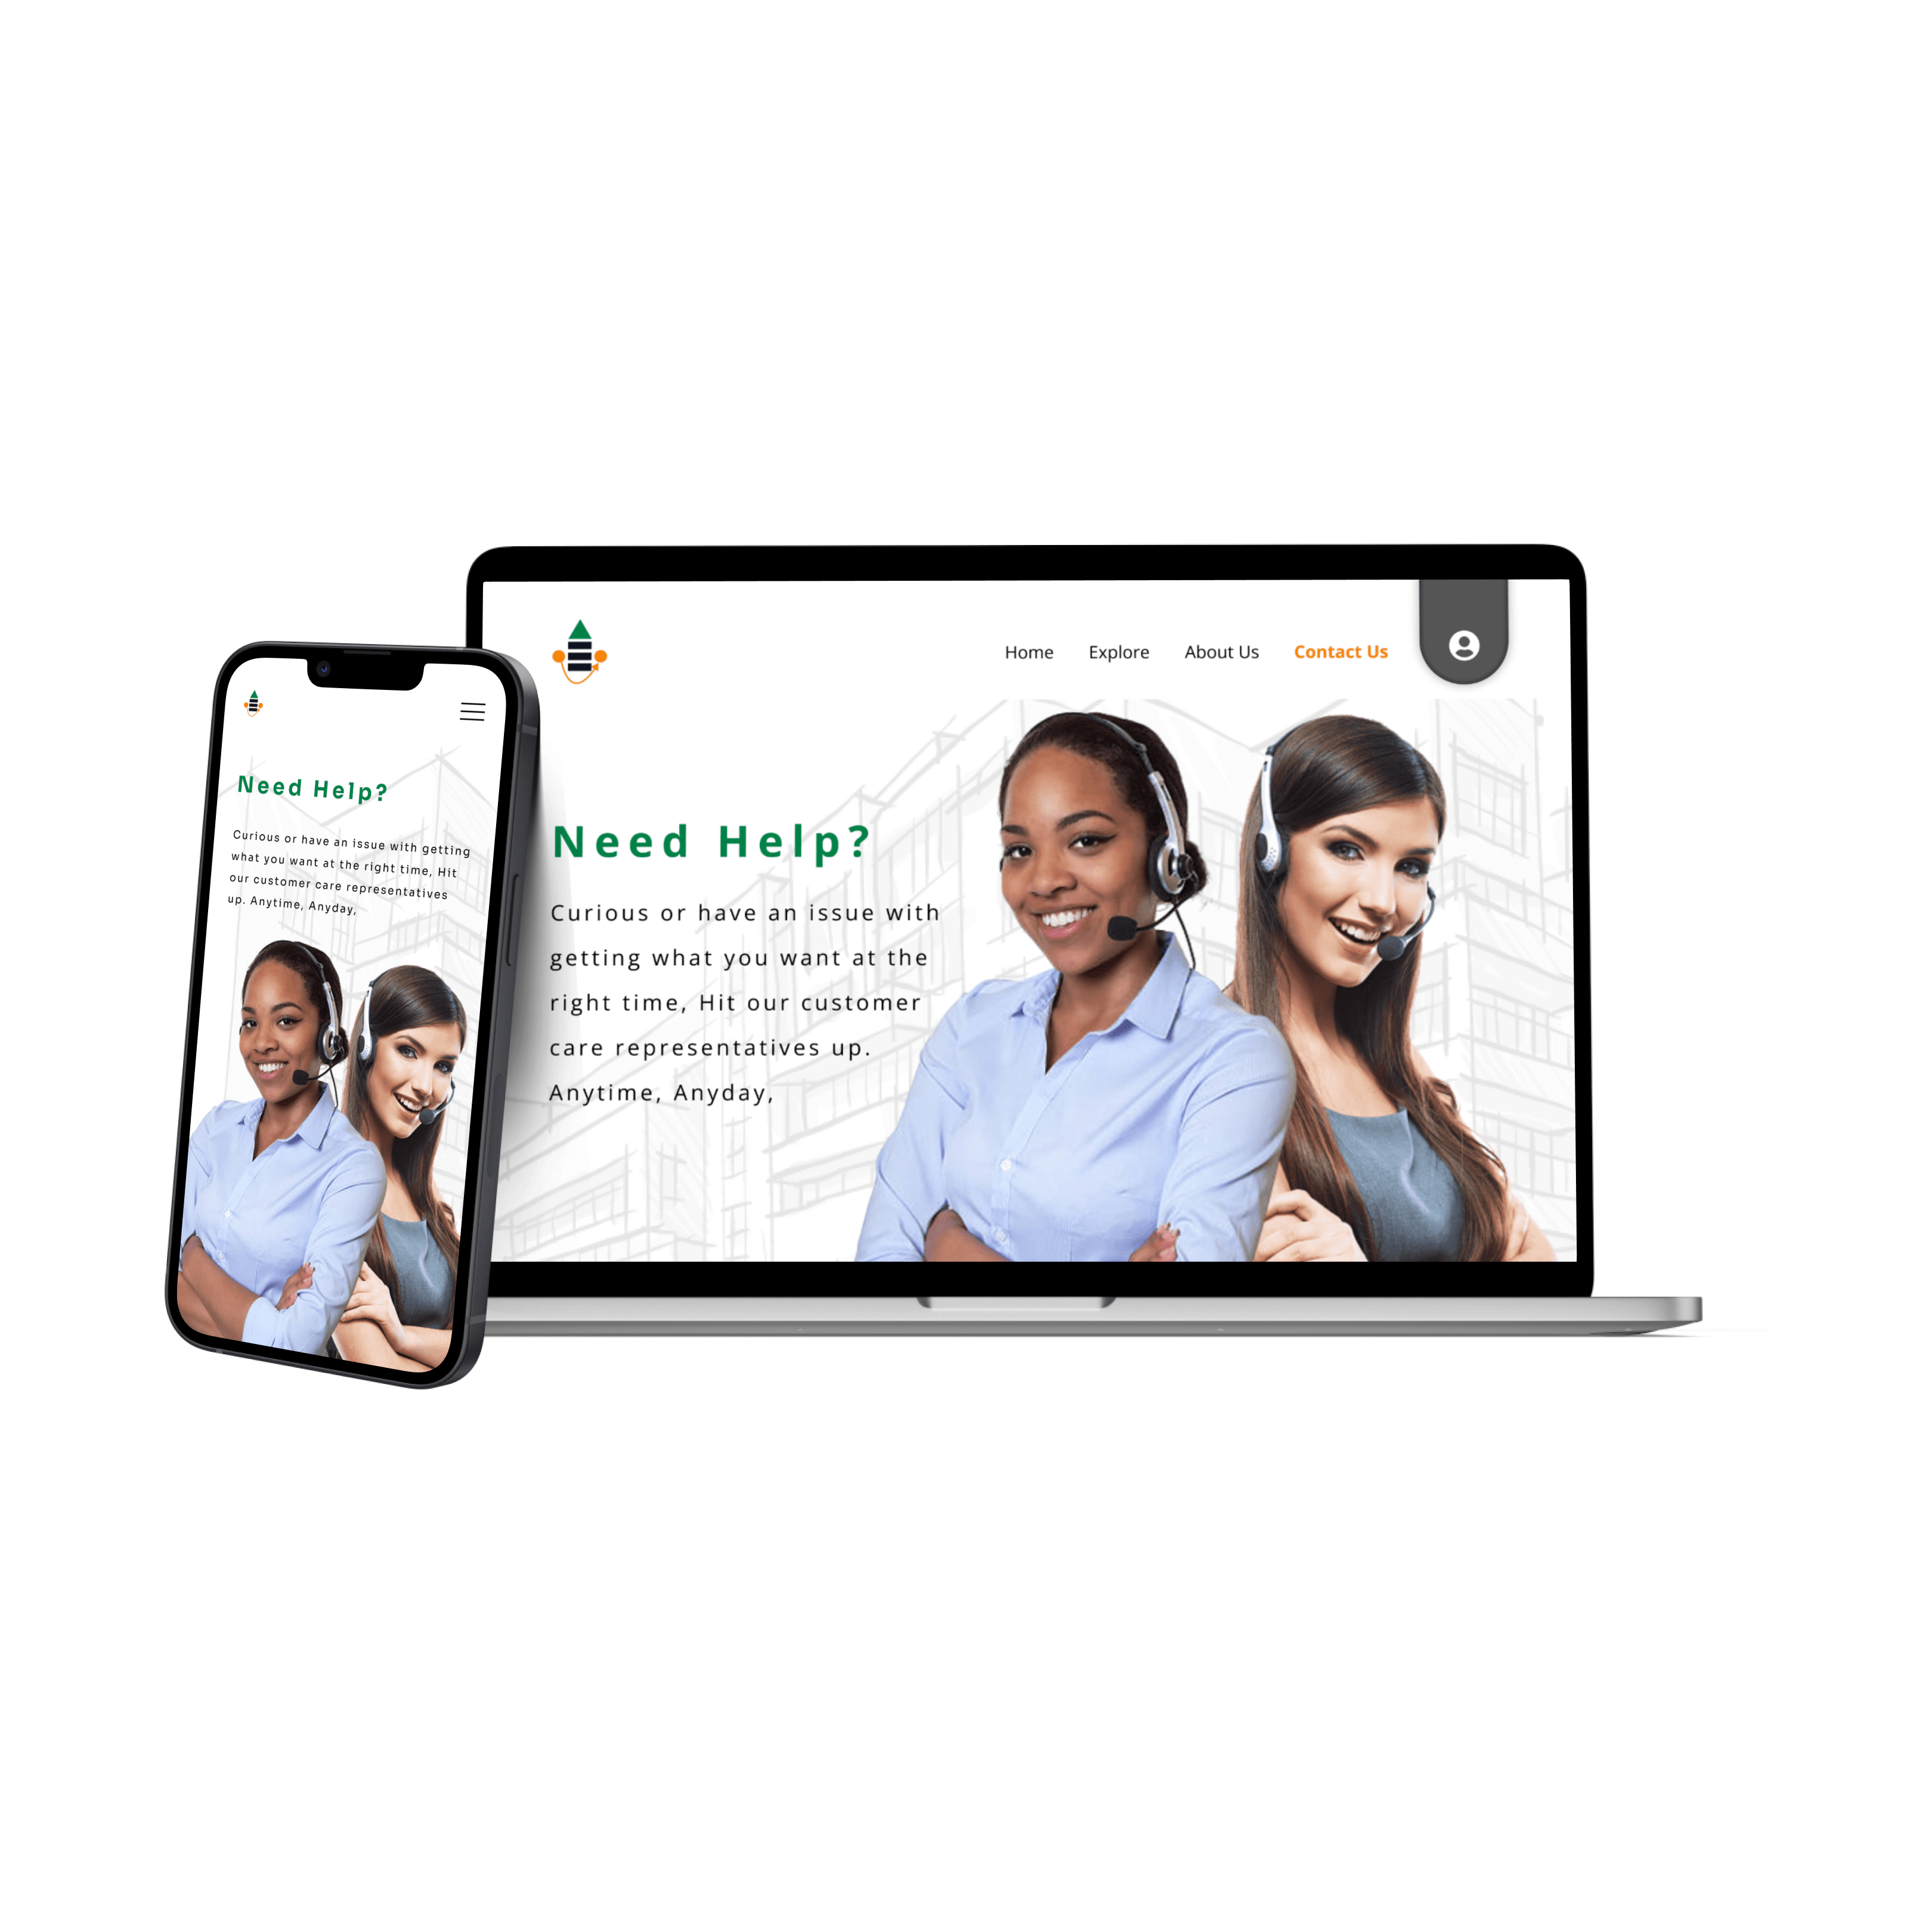 Home Explore About Us Contact Us
Need Help?
Curious or have an issue with
getting what you want at the
right time, Hit our customer
care representatives up.
Anytime, Anyday,
Need Help?
Curious or have an issue with getting
what you want at the right time, Hit
our customer care representatives
up. Anytime, Anyday,